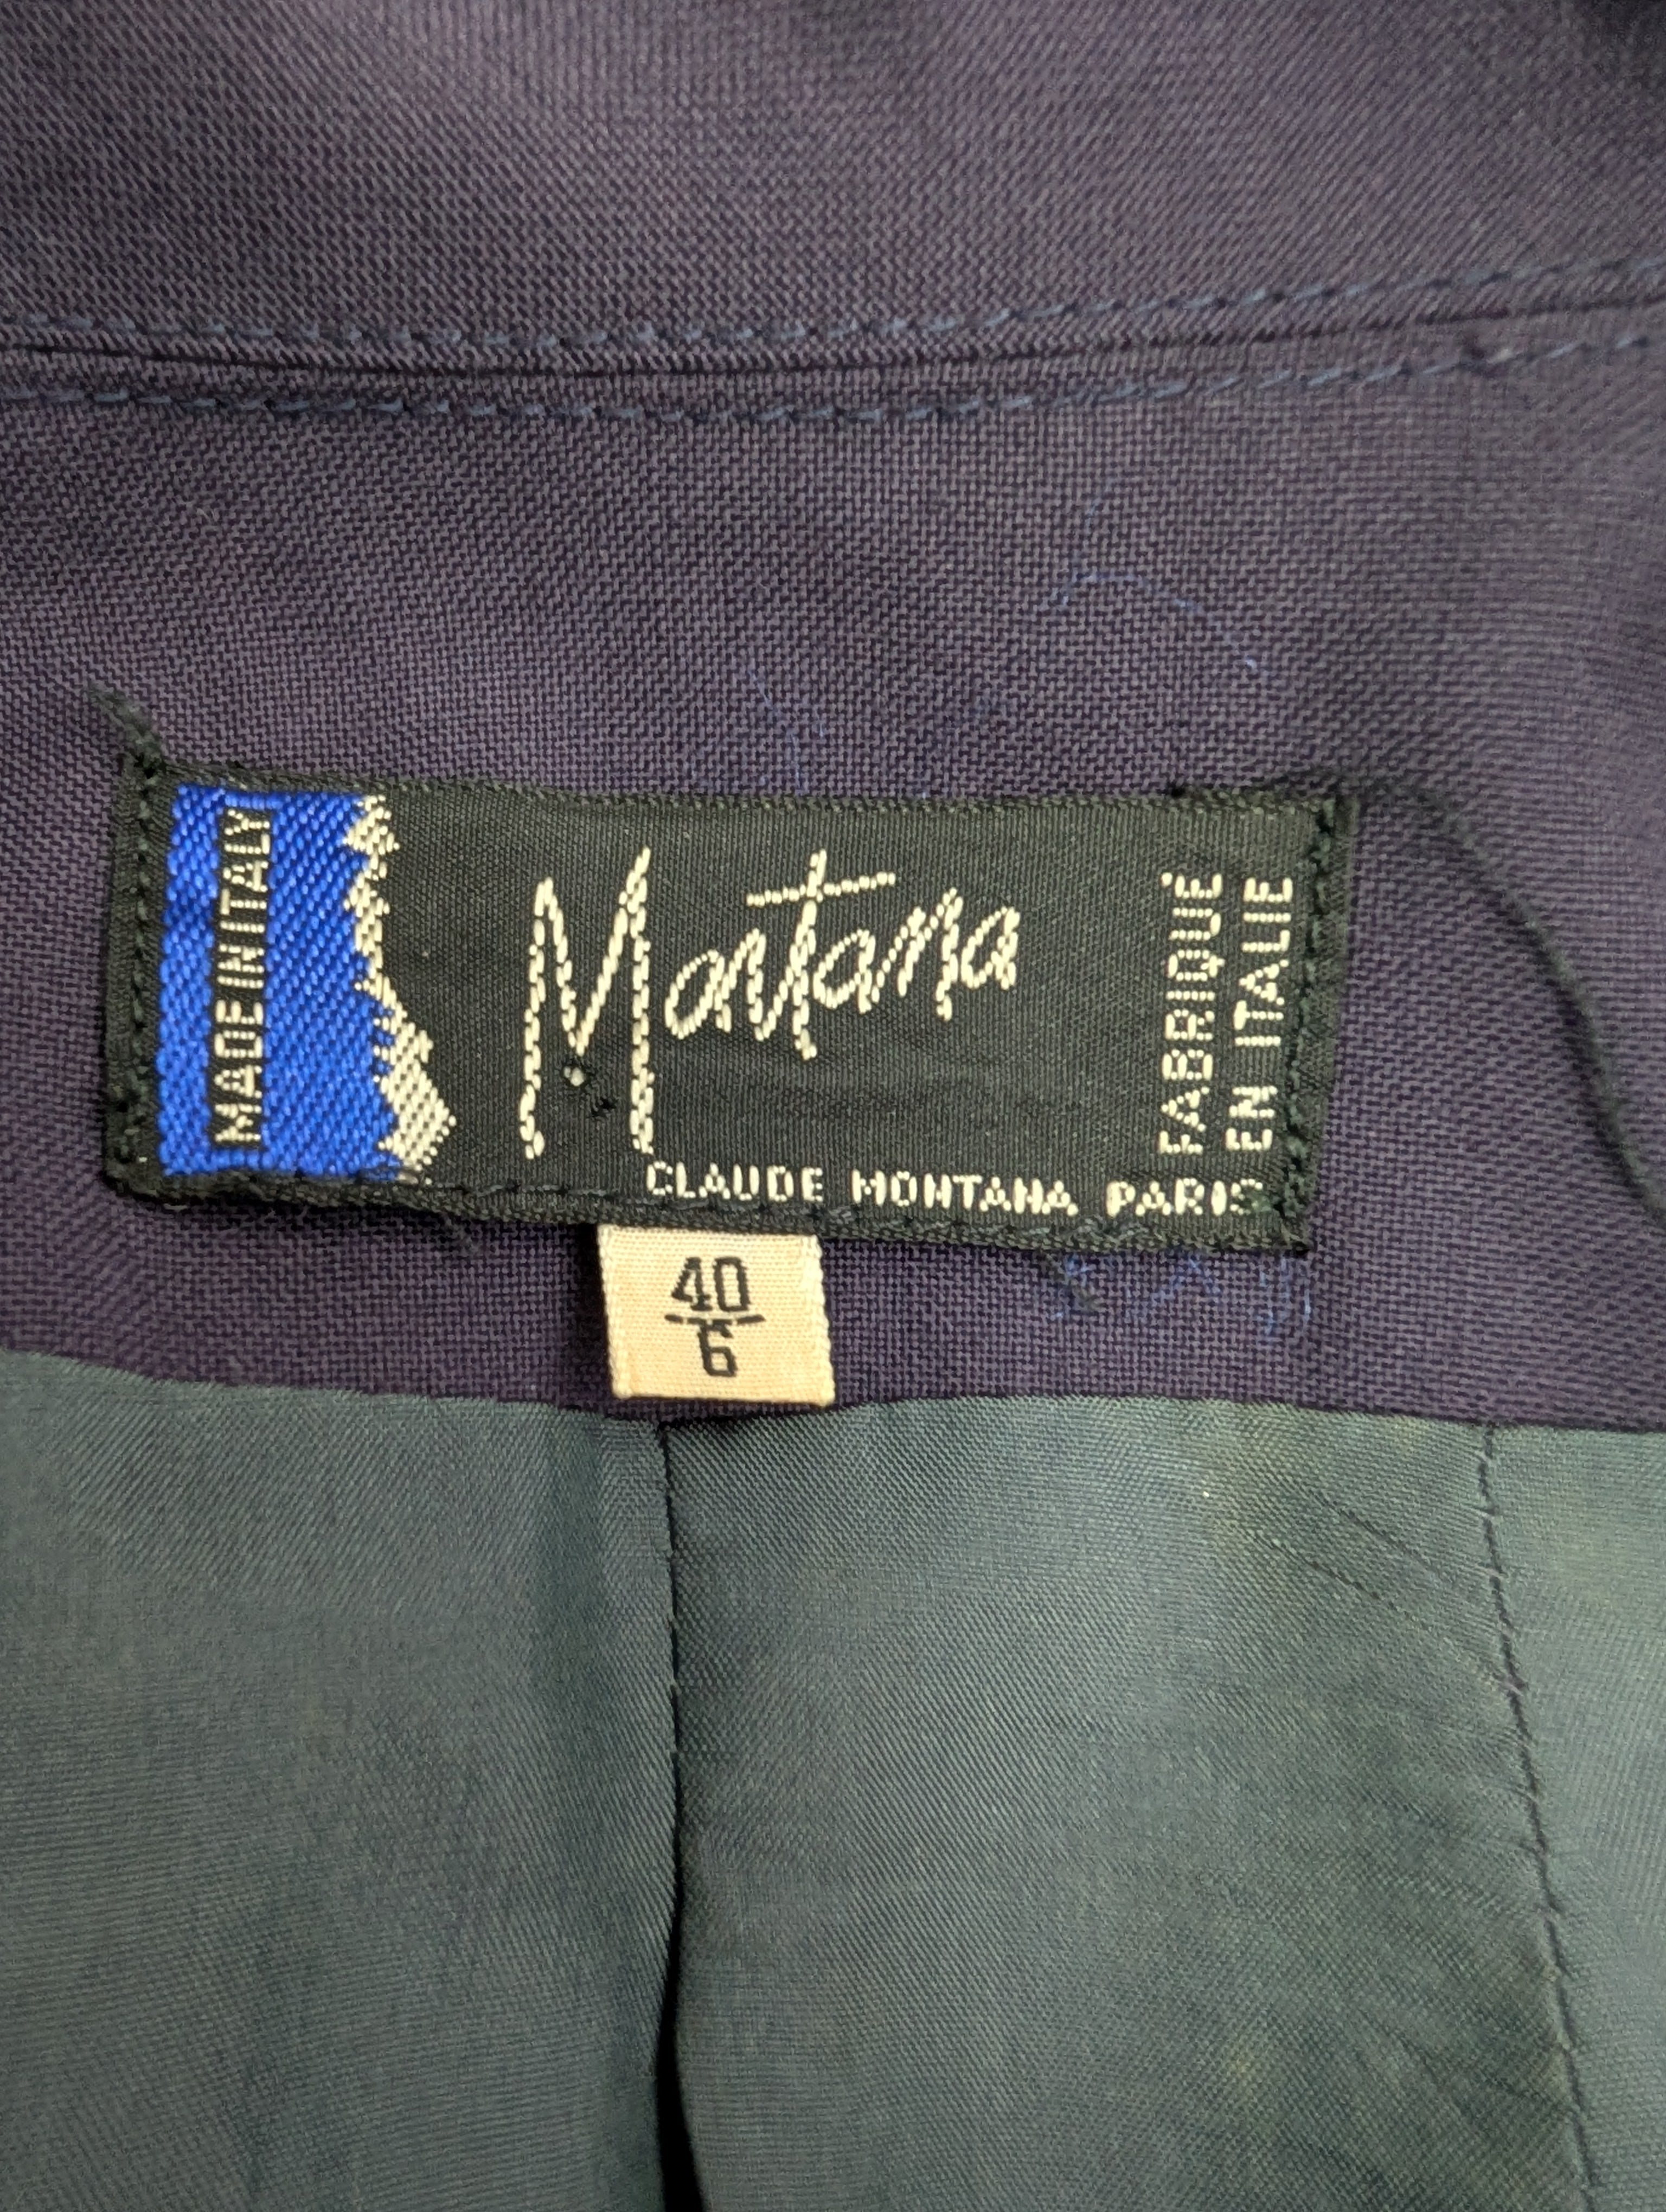 MADE IN ITALY
Montana
FABRIQUÉ
EN ITALIE
CLAUDE MONTANA PARIS
40
6